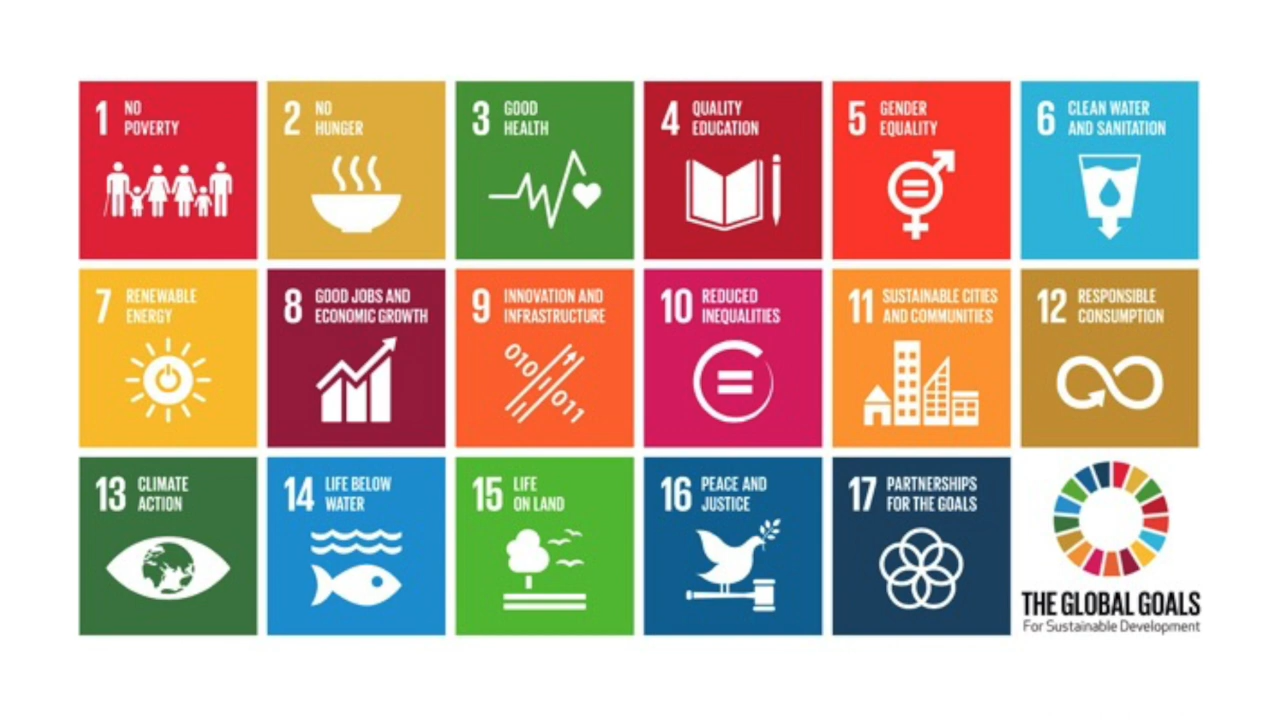 1 NO
POVERTY
2 NO
HUNGER
3 GOOD
HEALTH
4 QUALITY
EDUCATION
5 GENDER
EQUALITY
6 CLEAN WATER
AND SANITATION
7 RENEWABLE
ENERGY
8 GOOD JOBS AND
ECONOMIC GROWTH
9 INNOVATION AND
INFRASTRUCTURE
010
011
10 REDUCED
INEQUALITIES
11 SUSTAINABLE CITIES
AND COMMUNITIES
12 RESPONSIBLE
CONSUMPTION
13 CLIMATE
ACTION
14 LIFE BELOW
WATER
15 LIFE
ON LAND
16 PEACE AND
JUSTICE
17 PARTNERSHIPS
FOR THE GOALS
THE GLOBAL GOALS
For Sustainable Development